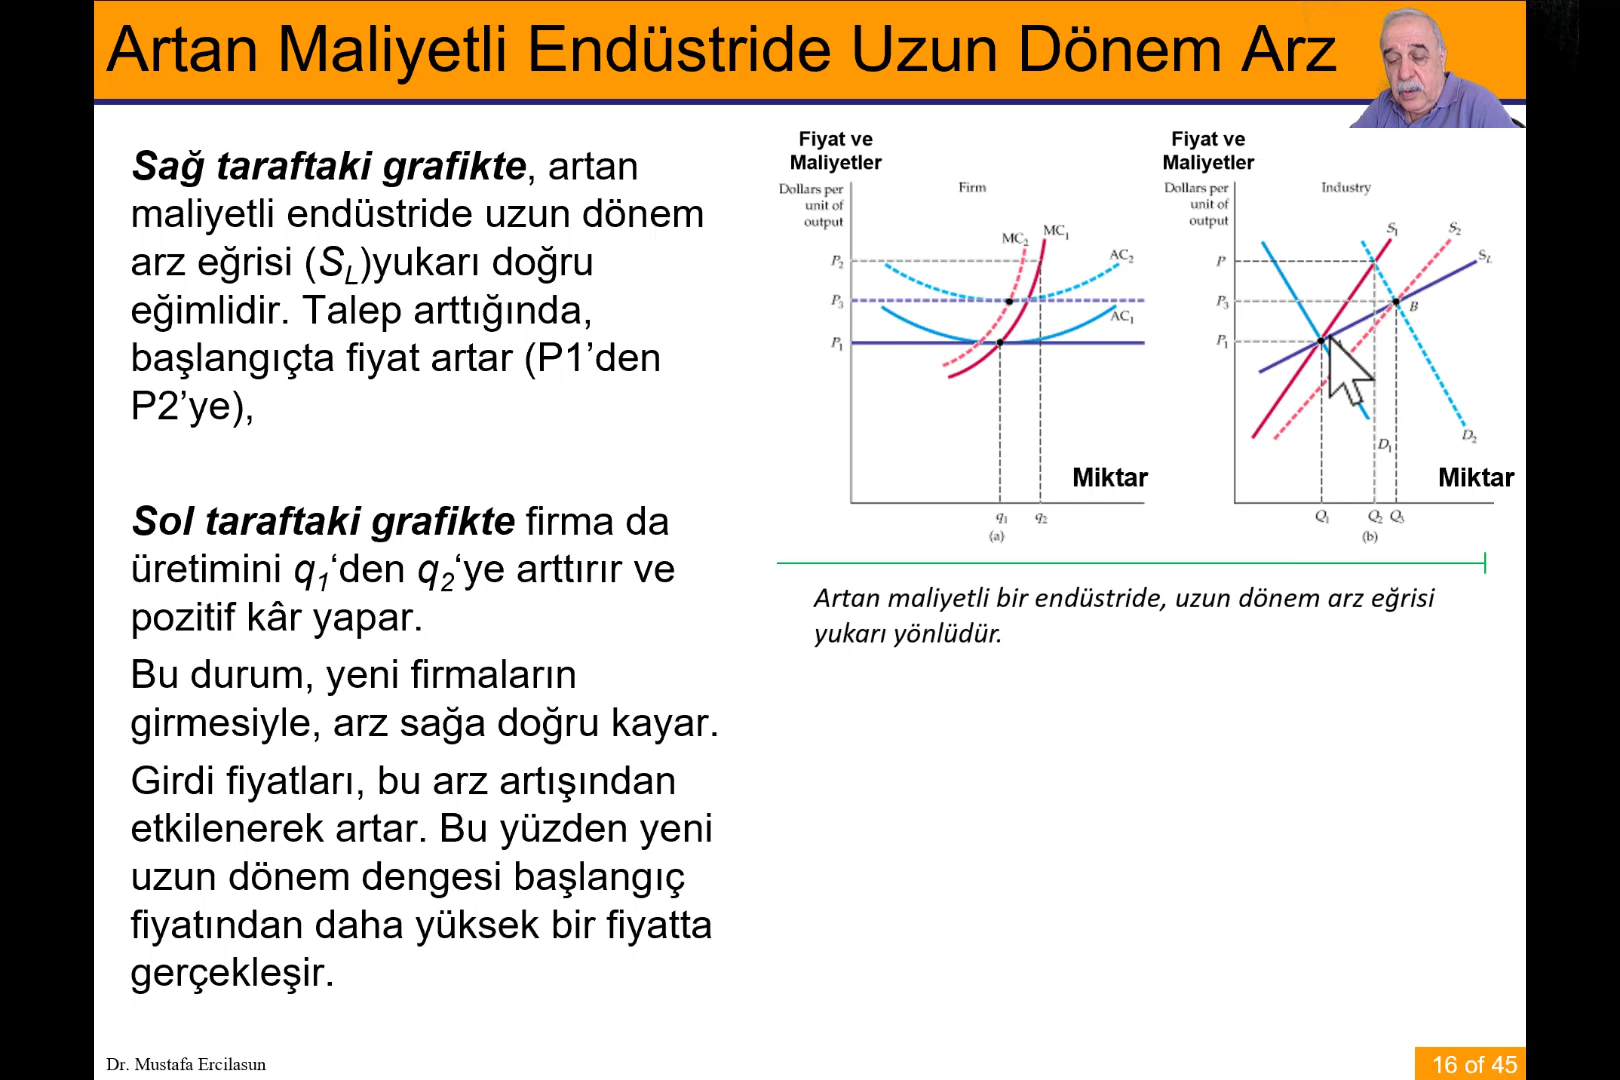 Artan Maliyetli Endüstride Uzun Dönem Arz
Sağ taraftaki grafikte, artan
maliyetli endüstride uzun dönem
arz eğrisi (SL)yukarı doğru
eğimlidir. Talep arttığında,
başlangıçta fiyat artar (P1’den
P2’ye),
Sol taraftaki grafikte firma da
üretimini q1‘den q2‘ye arttırır ve
pozitif kâr yapar.
Bu durum, yeni firmaların
girmesiyle, arz sağa doğru kayar.
Girdi fiyatları, bu arz artışından
etkilenerek artar. Bu yüzden yeni
uzun dönem dengesi başlangıç
fiyatından daha yüksek bir fiyatta
gerçekleşir.
Fiyat ve
Maliyetler
Dollars per
unit of
output
Firm
MC2
MC1
AC2
AC1
P2
P3
P1
Miktar
q1
q2
(a)
Fiyat ve
Maliyetler
Dollars per
unit of
output
Industry
S1
S2
SL
P
P3
P1
B
D1
D2
Miktar
Q1
Q2
Q3
(b)
Artan maliyetli bir endüstride, uzun dönem arz eğrisi
yukarı yönlüdür.
Dr. Mustafa Ercilasun
16 of 45